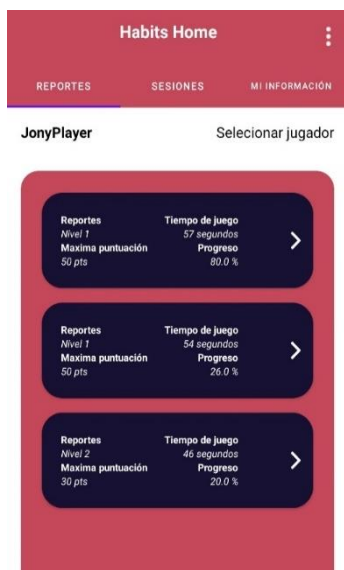 Habits Home
REPORTES SESIONES MI INFORMACIÓN
JonyPlayer Selecionar jugador
Reportes Tiempo de juego
Nivel 1 57 segundos
Maxima puntuación Progreso
50 pts 80.0 %
Reportes Tiempo de juego
Nivel 1 54 segundos
Maxima puntuación Progreso
50 pts 26.0 %
Reportes Tiempo de juego
Nivel 2 46 segundos
Maxima puntuación Progreso
30 pts 20.0 %